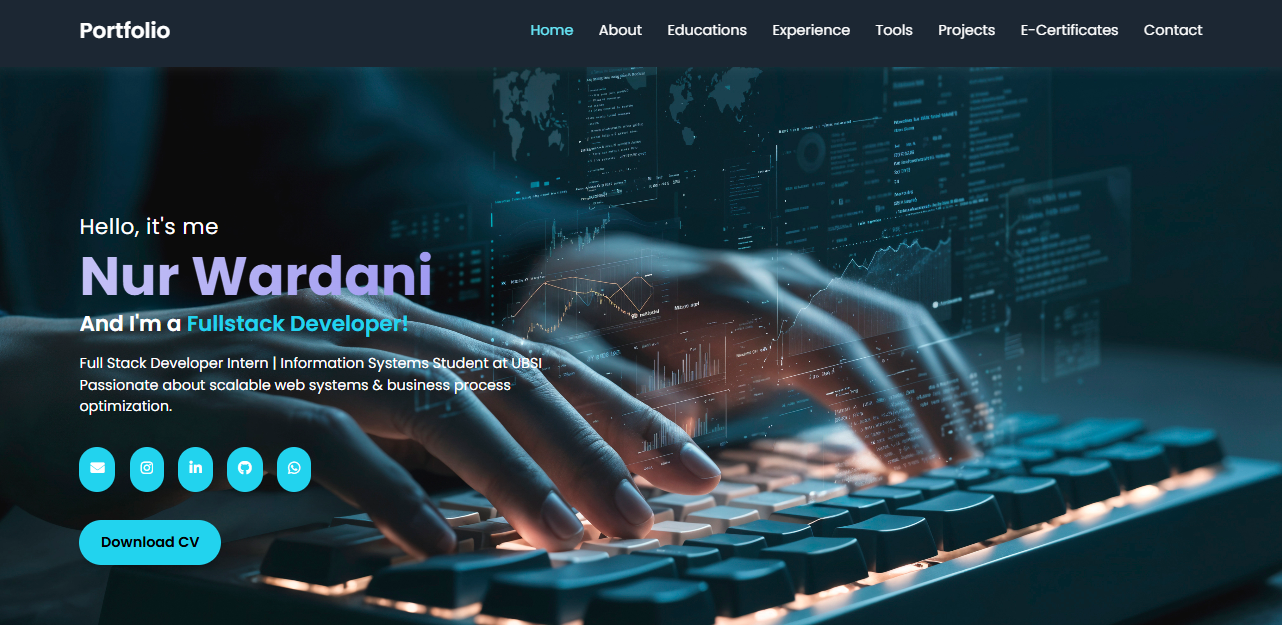 Portfolio
Home About Educations Experience Tools Projects E-Certificates Contact
Hello, it's me
Nur Wardani
And I'm a Fullstack Developer!
Full Stack Developer Intern | Information Systems Student at UBSI
Passionate about scalable web systems & business process
optimization.
Download CV